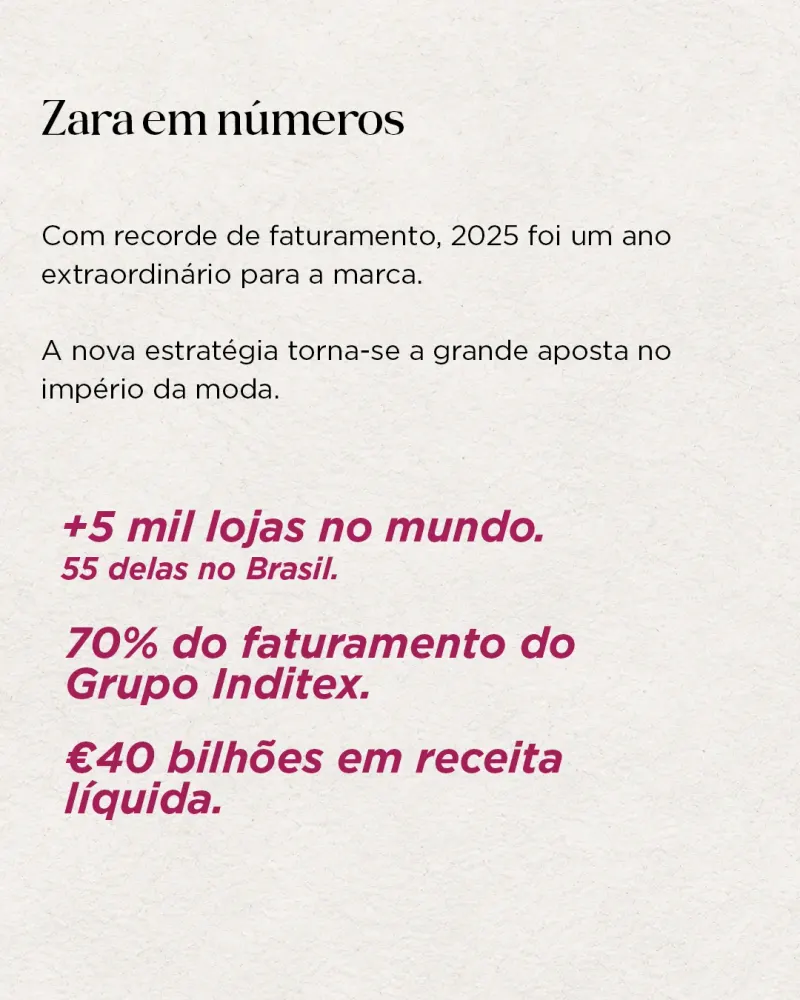 Zara em números
Com recorde de faturamento, 2025 foi um ano
extraordinário para a marca.
A nova estratégia torna-se a grande aposta no
império da moda.
+5 mil lojas no mundo.
55 delas no Brasil.
70% do faturamento do
Grupo Inditex.
€40 bilhões em receita
líquida.